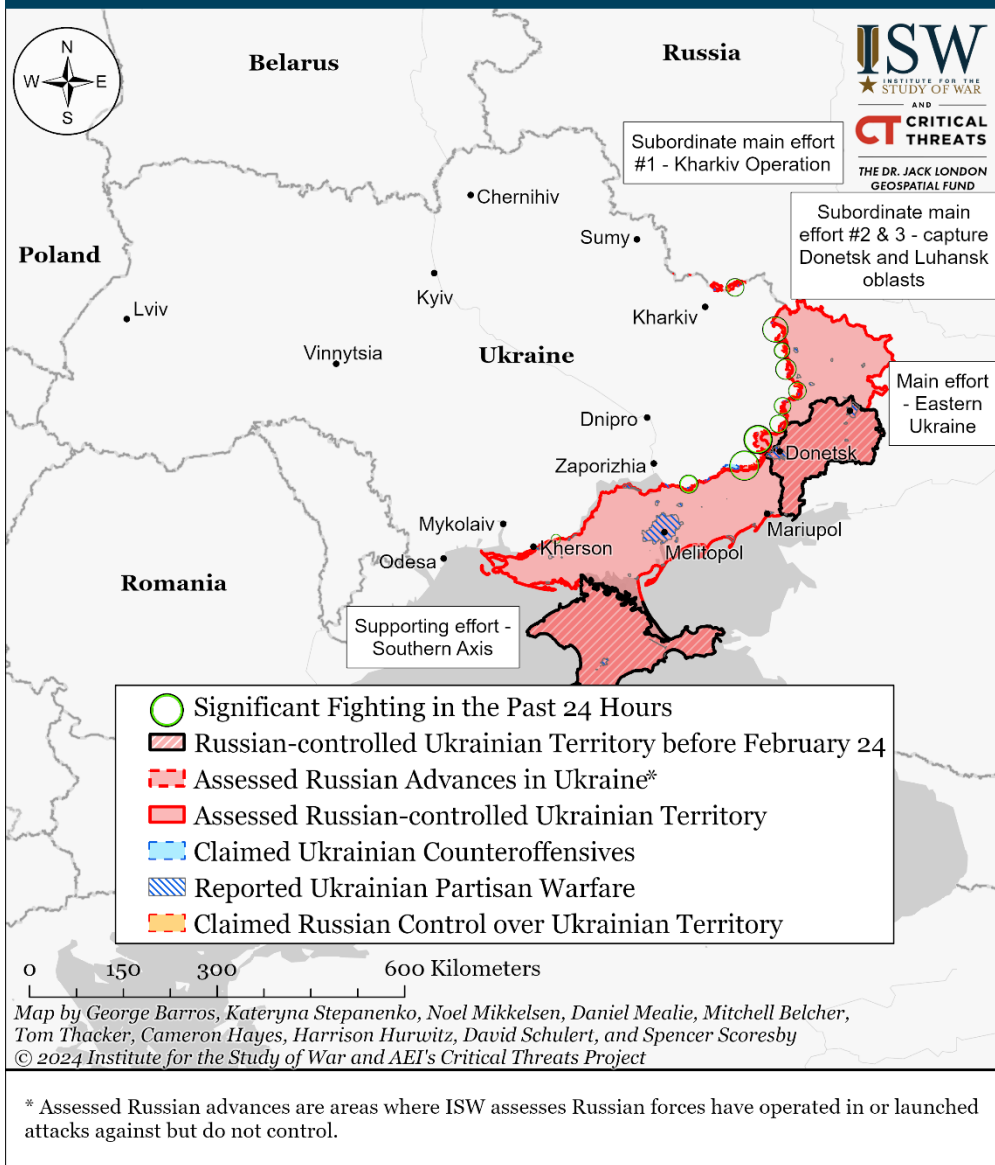 N
W
E
S
Belarus
Russia
ISW
INSTITUTE FOR THE
STUDY OF WAR
AND
CT CRITICAL
THREATS
THE DR. JACK LONDON
GEOSPATIAL FUND
Subordinate main effort
#1 - Kharkiv Operation
Subordinate main
effort #2 & 3 - capture
Donetsk and Luhansk
oblasts
Chernihiv
Sumy
Poland
Kyiv
Lviv
Kharkiv
Vinnytsia
Ukraine
Main effort
- Eastern
Ukraine
Dnipro
Donetsk
Zaporizhia
Mykolaiv
Mariupol
Kherson
Melitopol
Odesa
Romania
Supporting effort -
Southern Axis
Significant Fighting in the Past 24 Hours
Russian-controlled Ukrainian Territory before February 24
Assessed Russian Advances in Ukraine*
Assessed Russian-controlled Ukrainian Territory
Claimed Ukrainian Counteroffensives
Reported Ukrainian Partisan Warfare
Claimed Russian Control over Ukrainian Territory
0 150 300 600 Kilometers
Map by George Barros, Kateryna Stepanenko, Noel Mikkelsen, Daniel Mealie, Mitchell Belcher,
Tom Thacker, Cameron Hayes, Harrison Hurwitz, David Schulert, and Spencer Scoresby
© 2024 Institute for the Study of War and AEI's Critical Threats Project
* Assessed Russian advances are areas where ISW assesses Russian forces have operated in or launched
attacks against but do not control.